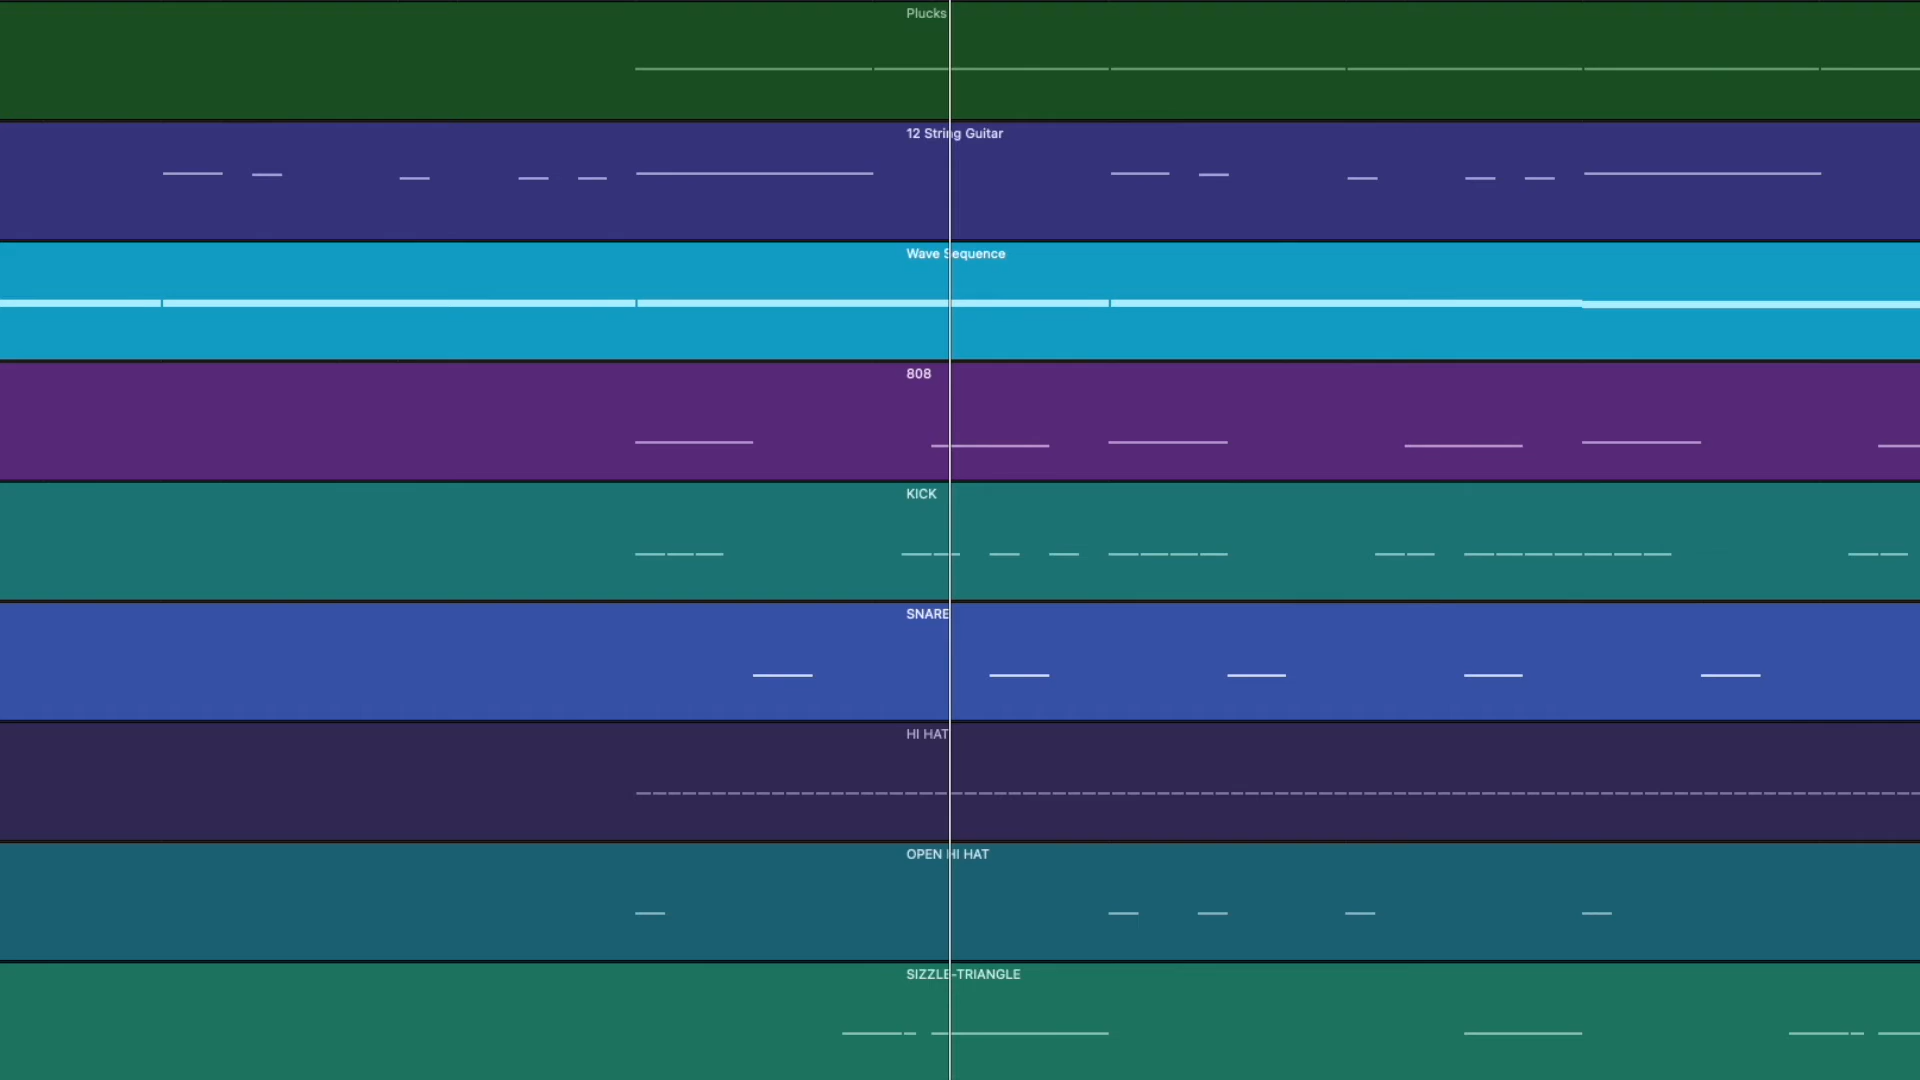 Plucks
12 String Guitar
Wave Sequence
808
KICK
SNARE
HI HAT
OPEN HI HAT
SIZZLE-TRIANGLE